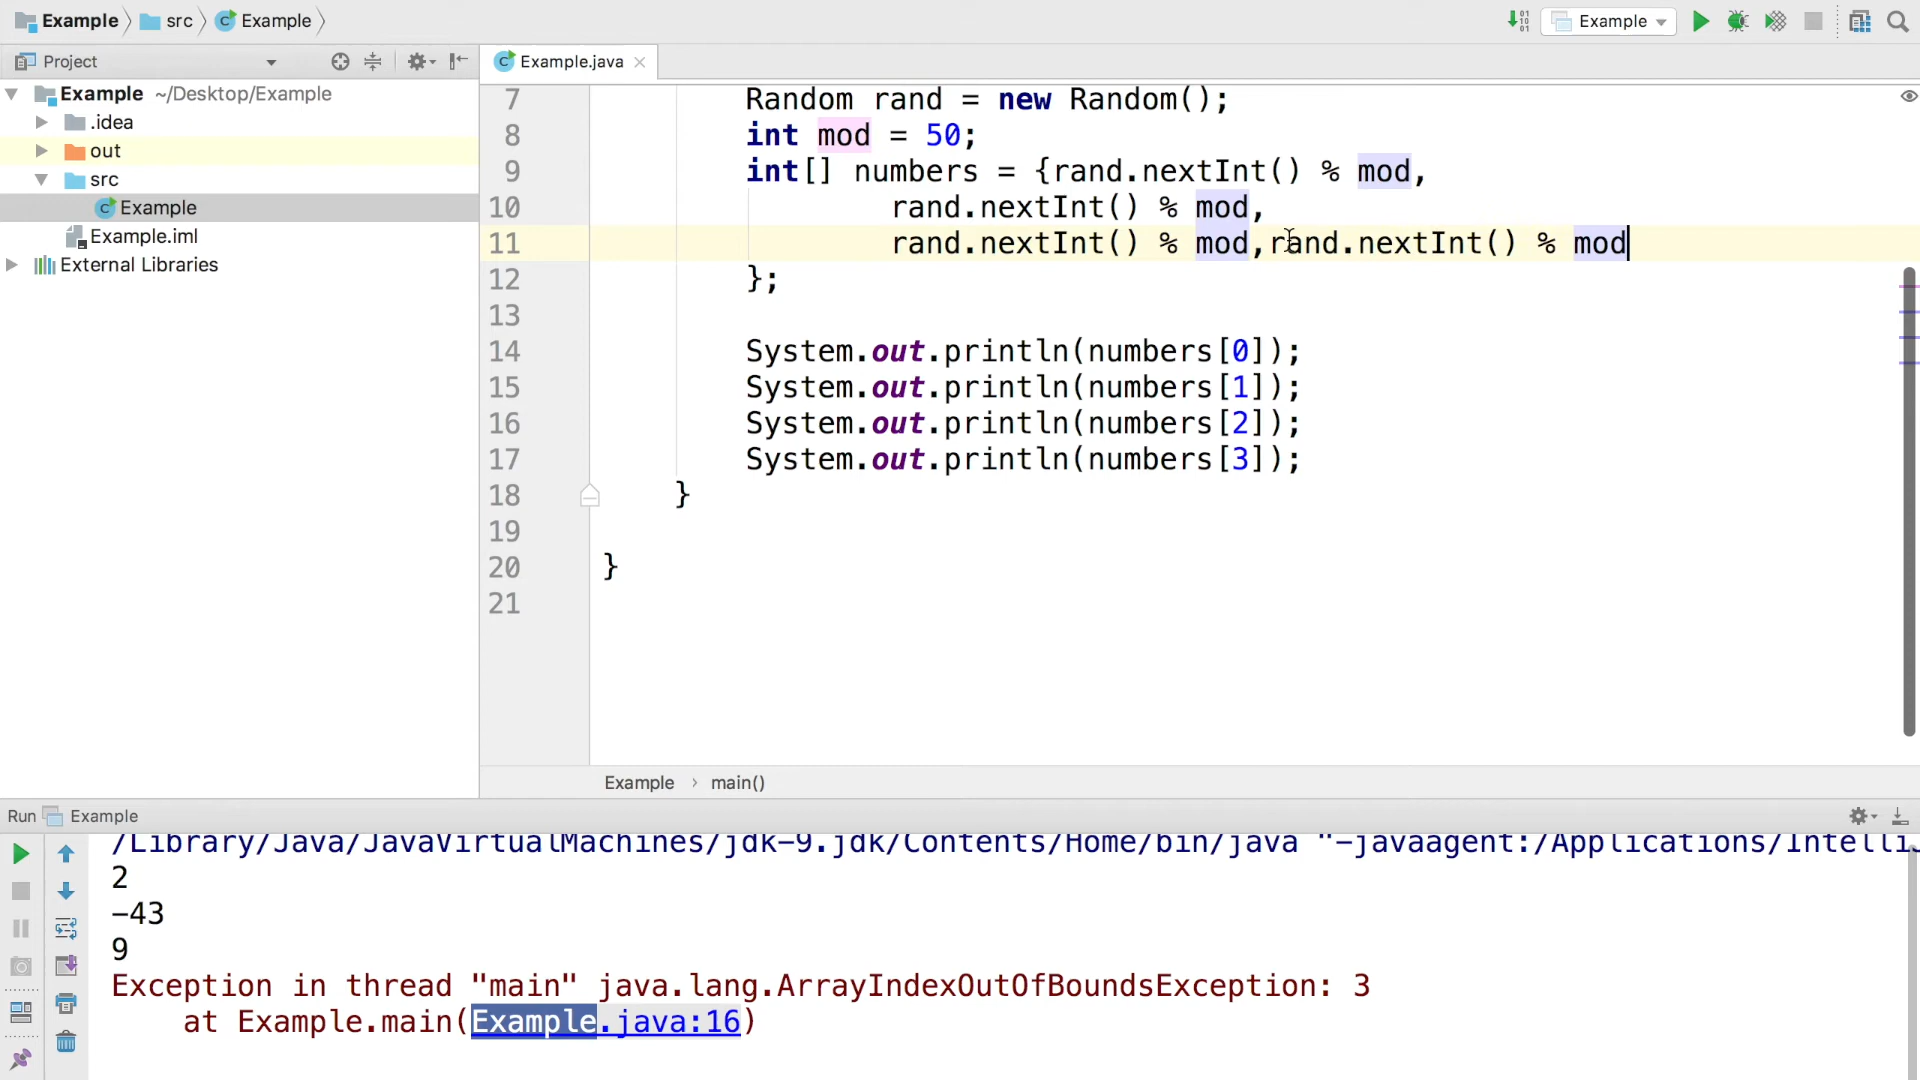 Example src Example
Example
Project
Example.java
Example ~/Desktop/Example
.idea
out
src
Example
Example.iml
External Libraries
7 Random rand = new Random();
8 int mod = 50;
9 int[] numbers = {rand.nextInt() % mod,
10 rand.nextInt() % mod,
11 rand.nextInt() % mod,rand.nextInt() % mod
12 };
13
14 System.out.println(numbers[0]);
15 System.out.println(numbers[1]);
16 System.out.println(numbers[2]);
17 System.out.println(numbers[3]);
18 }
19
20 }
21
Example › main()
Run Example
/Library/Java/JavaVirtualMachines/jdk-9.jdk/Contents/Home/bin/java "-javaagent:/Applications/Intelli
2
-43
9
Exception in thread "main" java.lang.ArrayIndexOutOfBoundsException: 3
at Example.main(Example.java:16)